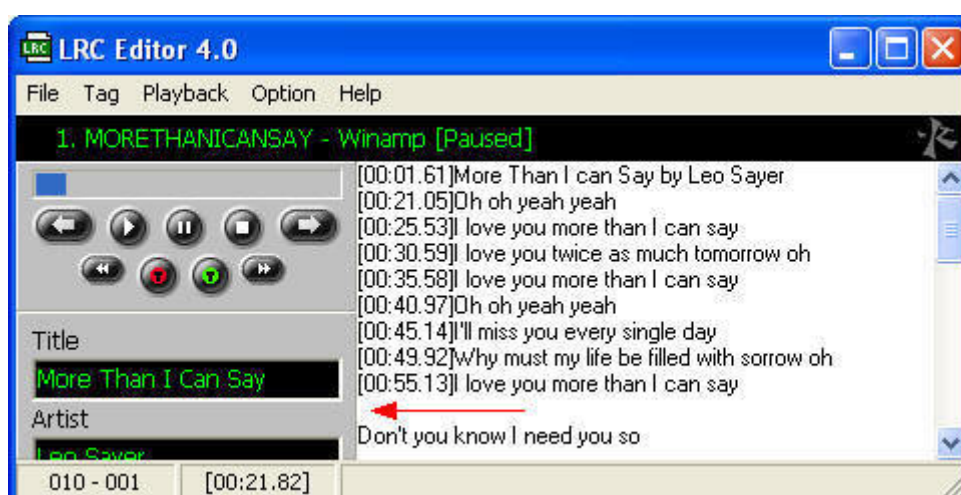 LRC LRC Editor 4.0
File Tag Playback Option Help
1. MORETHANICANSAY - Winamp [Paused]
[00:01.61]More Than I can Say by Leo Sayer
[00:21.05]Oh oh yeah yeah
[00:25.53]I love you more than I can say
[00:30.59]I love you twice as much tomorrow oh
[00:35.58]I love you more than I can say
[00:40.97]Oh oh yeah yeah
[00:45.14]I'll miss you every single day
[00:49.92]Why must my life be filled with sorrow oh
[00:55.13]I love you more than I can say
Don't you know I need you so
T T
Title
More Than I Can Say
Artist
Leo Sayer
010 - 001 [00:21.82]